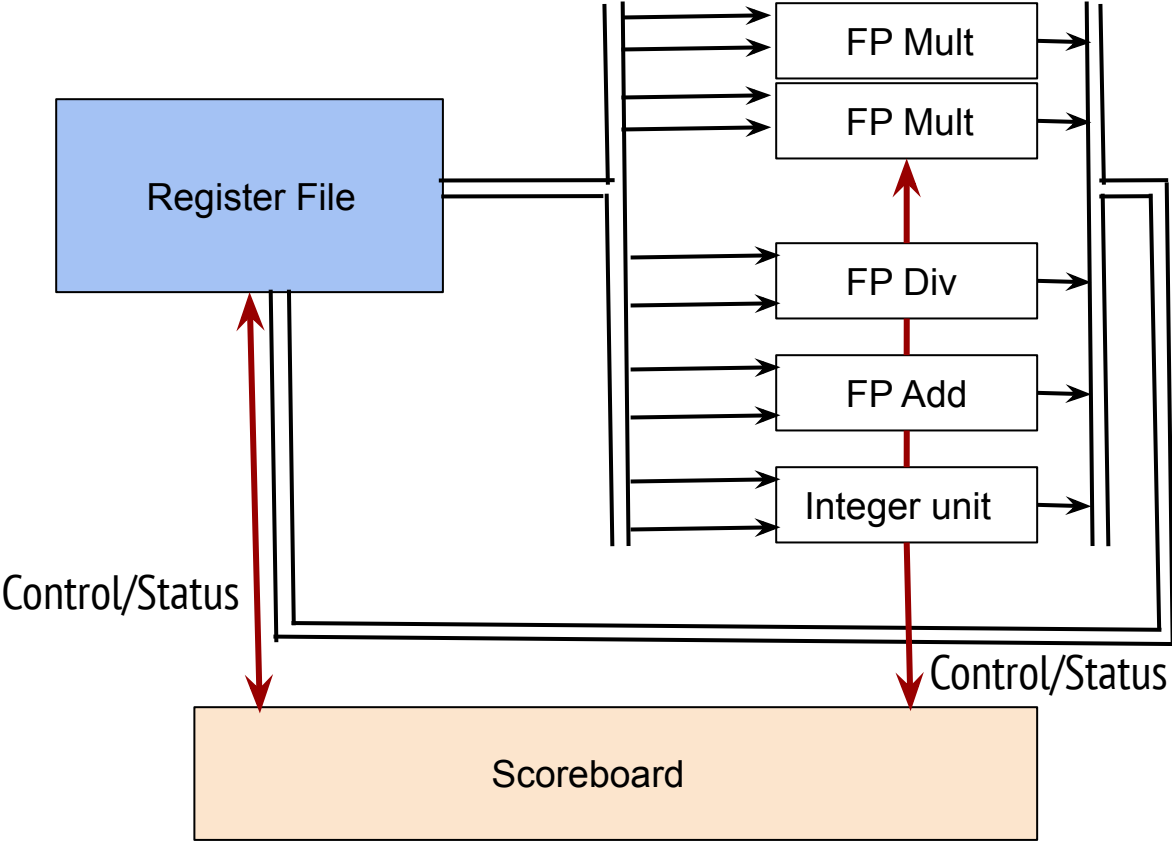 FP Mult
FP Mult
Register File
FP Div
FP Add
Integer unit
Control/Status
Control/Status
Scoreboard